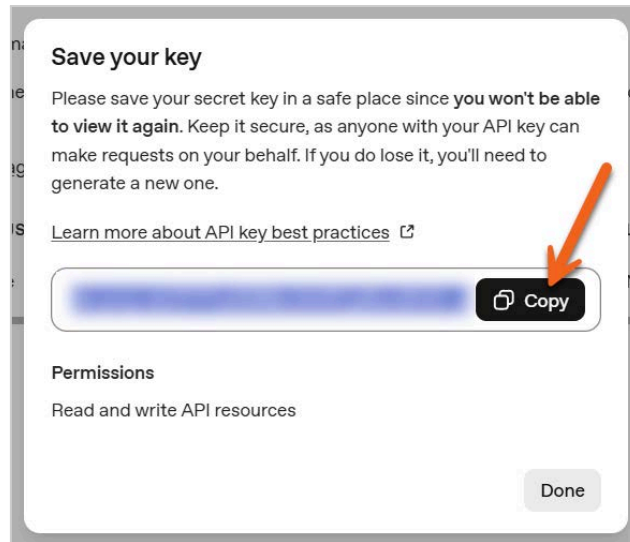 Save your key
Please save your secret key in a safe place since you won't be able
to view it again. Keep it secure, as anyone with your API key can
make requests on your behalf. If you do lose it, you'll need to
generate a new one.
Learn more about API key best practices
Copy
Permissions
Read and write API resources
Done